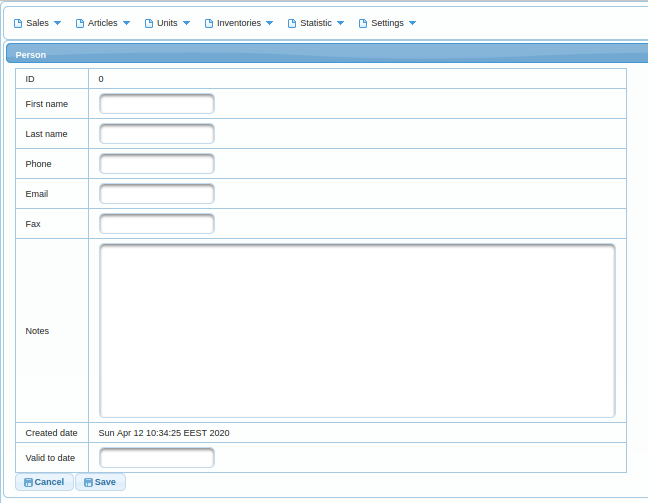 Sales Articles Units Inventories Statistic Settings
Person
ID 0
First name
Last name
Phone
Email
Fax
Notes
Created date Sun Apr 12 10:34:25 EEST 2020
Valid to date
Cancel Save